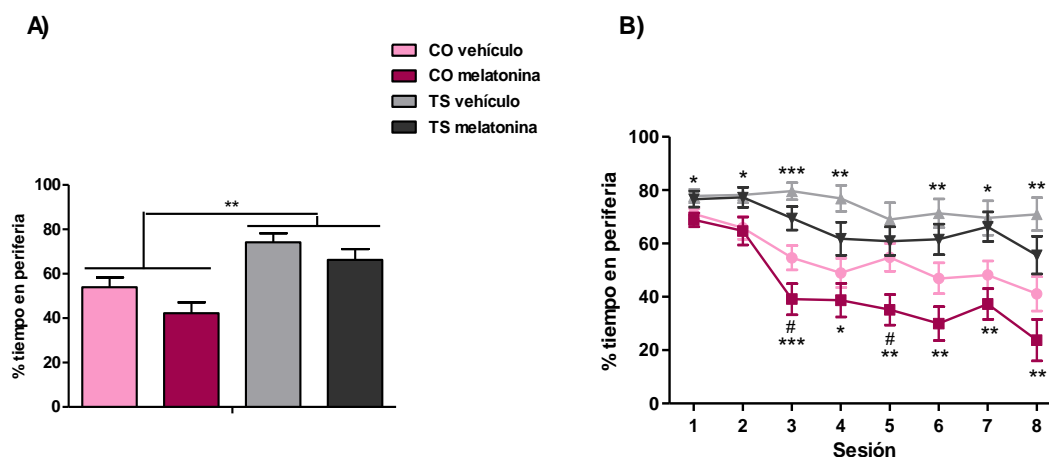 A)
CO vehículo
CO melatonina
TS vehículo
TS melatonina
% tiempo en periferia
100
80
60
40
20
0
**
B)
% tiempo en periferia
100
80
60
40
20
0
* * *** ** ** * **
# #
*** * ** ** ** **
1 2 3 4 5 6 7 8
Sesión